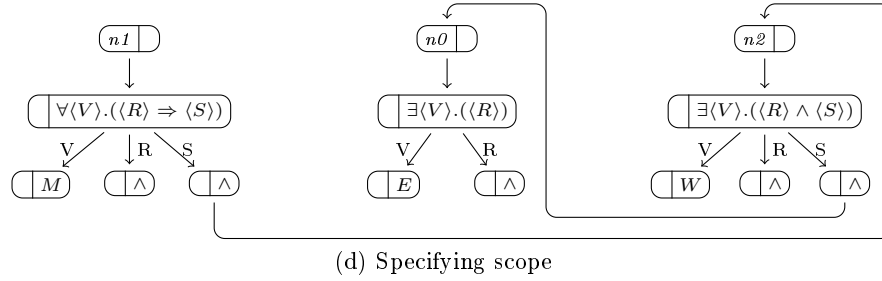 n1 n0 n2
∀⟨V⟩.(⟨R⟩ ⇒ ⟨S⟩) ∃⟨V⟩.(⟨R⟩) ∃⟨V⟩.(⟨R⟩ ∧ ⟨S⟩)
V R S V R V R S
M ∧ ∧ E ∧ W ∧ ∧
(d) Specifying scope